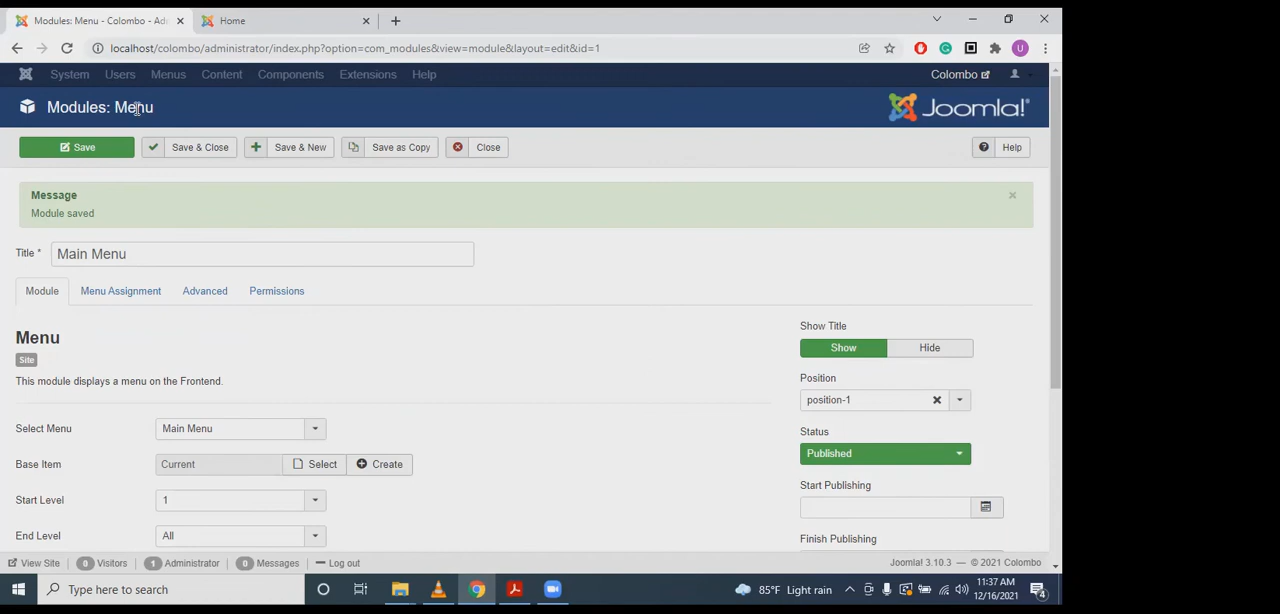 Modules: Menu - Colombo - Ad
Home
localhost/colombo/administrator/index.php?option=com_modules&view=module&layout=edit&id=1
U
System Users Menus Content Components Extensions Help
Colombo
Modules: Menu
Joomla!®
Save
Save & Close
Save & New
Save as Copy
Close
? Help
Message
Module saved
Title *
Main Menu
Module Menu Assignment Advanced Permissions
Menu
Site
This module displays a menu on the Frontend.
Select Menu
Main Menu
Base Item
Current
Select
Create
Start Level
1
End Level
All
Show Title
Show Hide
Position
position-1
Status
Published
Start Publishing
Finish Publishing
View Site | 0 Visitors | 1 Administrator | 0 Messages | Log out
Joomla! 3.10.3 — © 2021 Colombo
Type here to search
85°F Light rain
11:37 AM
12/16/2021
4